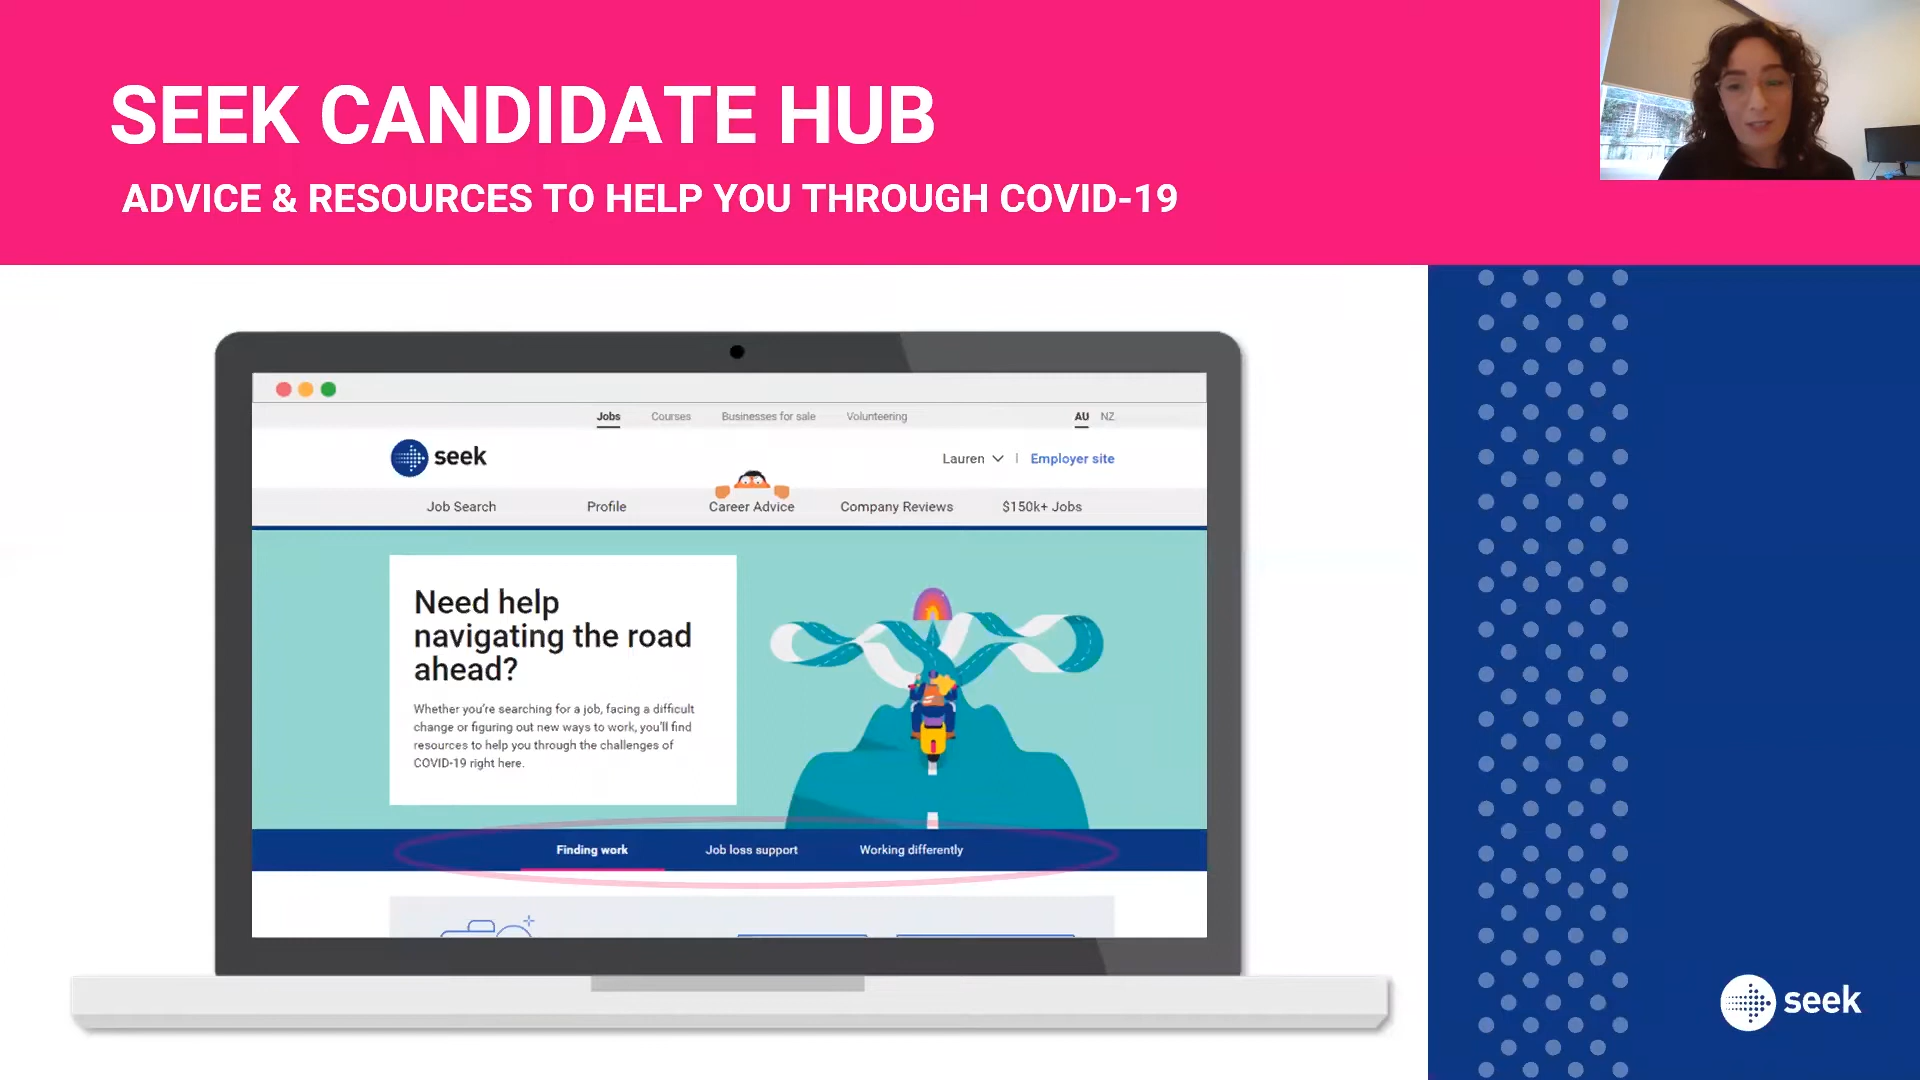 SEEK CANDIDATE HUB
ADVICE & RESOURCES TO HELP YOU THROUGH COVID-19
Jobs Courses Businesses for sale Volunteering AU NZ
seek
Lauren | Employer site
Job Search Profile Career Advice Company Reviews $150k+ Jobs
Need help
navigating the road
ahead?
Whether you're searching for a job, facing a difficult
change or figuring out new ways to work, you'll find
resources to help you through the challenges of
COVID-19 right here.
Finding work Job loss support Working differently
seek